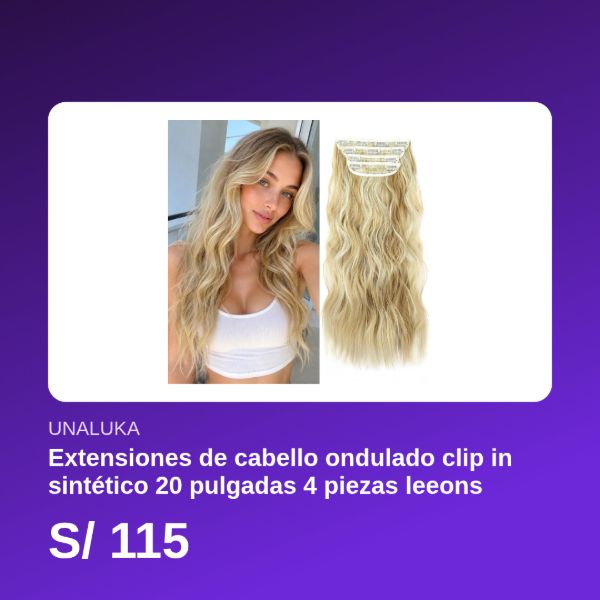 UNALUKA
Extensiones de cabello ondulado clip in
sintético 20 pulgadas 4 piezas leeons
S/ 115